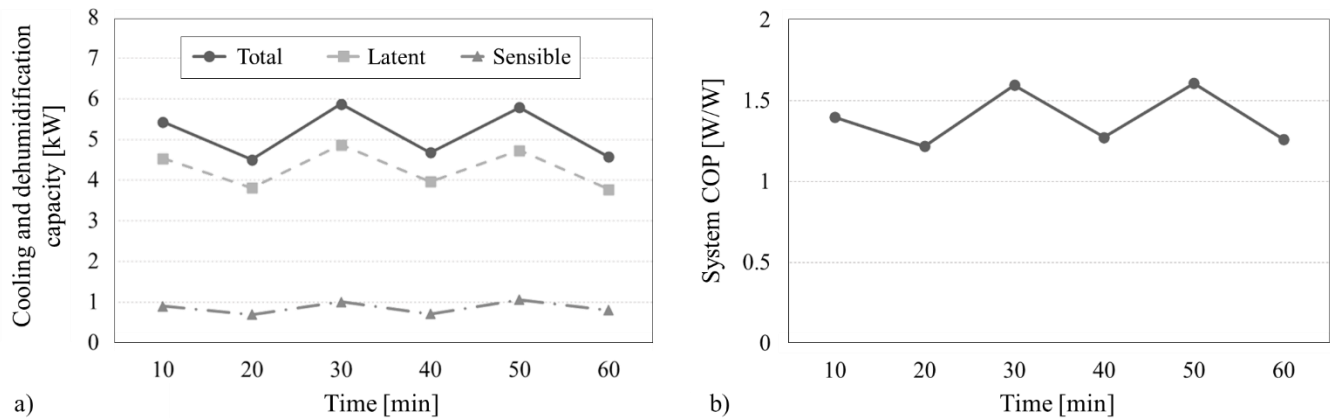 Cooling and dehumidification
capacity [kW]
8
7
6
5
4
3
2
1
0
Total Latent Sensible
10 20 30 40 50 60
Time [min]
a)
System COP [W/W]
2
1.5
1
0.5
0
10 20 30 40 50 60
Time [min]
b)